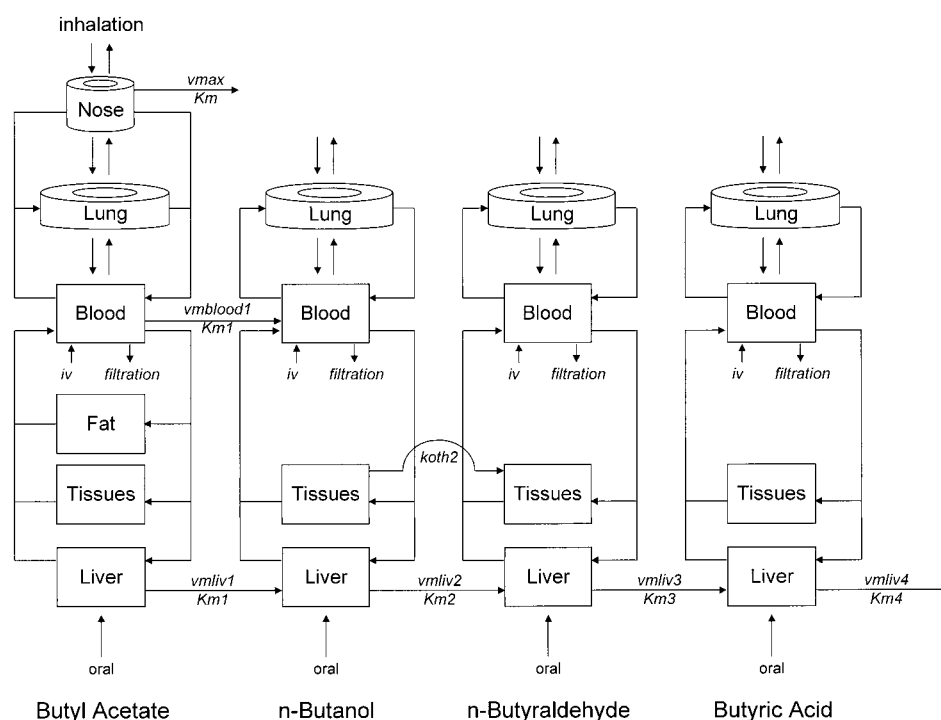 inhalation
vmax
Km
Nose
Lung
Lung
Lung
Lung
Blood
vmblood1
Km1
Blood
Blood
Blood
iv
filtration
iv
filtration
iv
filtration
iv
filtration
Fat
koth2
Tissues
Tissues
Tissues
Tissues
Liver
vmliv1
Km1
Liver
vmliv2
Km2
Liver
vmliv3
Km3
Liver
vmliv4
Km4
oral
oral
oral
oral
Butyl Acetate
n-Butanol
n-Butyraldehyde
Butyric Acid